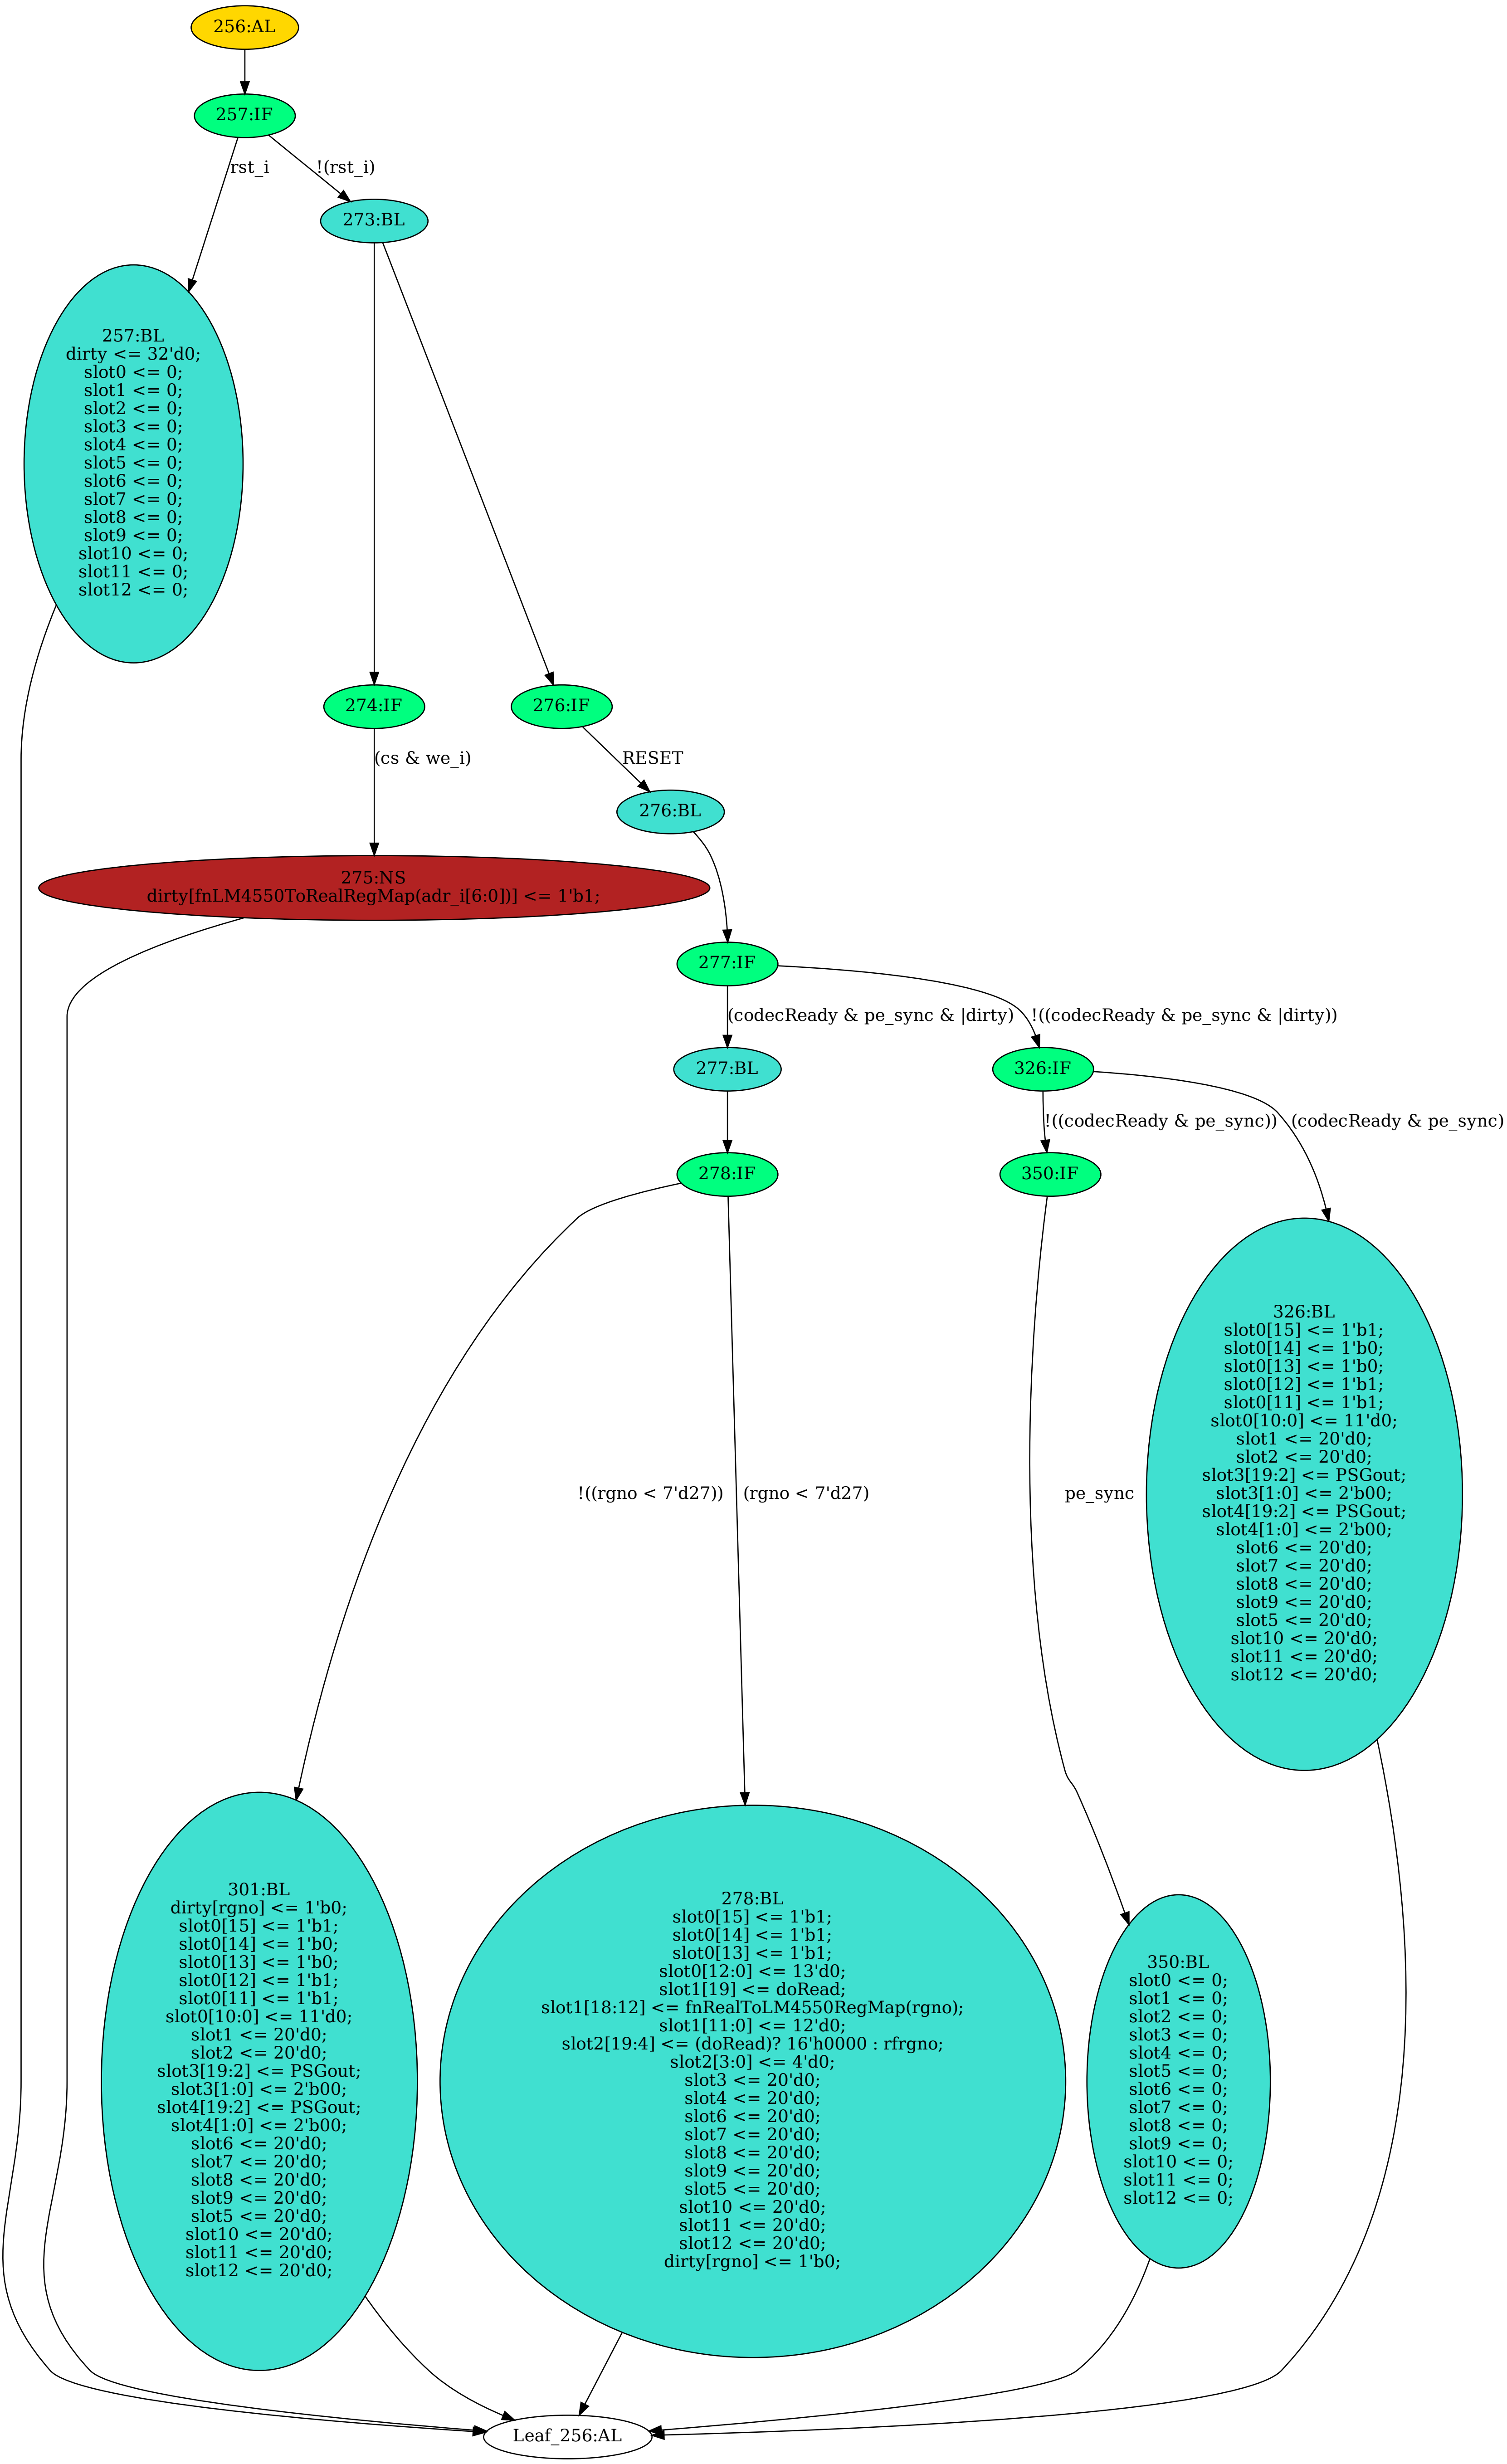 256:AL
257:IF
rst_i
!(rst_i)
273:BL
257:BL
dirty <= 32'd0;
slot0 <= 0;
slot1 <= 0;
slot2 <= 0;
slot3 <= 0;
slot4 <= 0;
slot5 <= 0;
slot6 <= 0;
slot7 <= 0;
slot8 <= 0;
slot9 <= 0;
slot10 <= 0;
slot11 <= 0;
slot12 <= 0;
274:IF
276:IF
(cs & we_i)
RESET
276:BL
275:NS
dirty[fnLM4550ToRealRegMap(adr_i[6:0])] <= 1'b1;
277:IF
(codecReady & pe_sync & |dirty)
!((codecReady & pe_sync & |dirty))
277:BL
326:IF
!((codecReady & pe_sync))
(codecReady & pe_sync)
278:IF
350:IF
326:BL
slot0[15] <= 1'b1;
slot0[14] <= 1'b0;
slot0[13] <= 1'b0;
slot0[12] <= 1'b1;
slot0[11] <= 1'b1;
slot0[10:0] <= 11'd0;
slot1 <= 20'd0;
slot2 <= 20'd0;
slot3[19:2] <= PSGout;
slot3[1:0] <= 2'b00;
slot4[19:2] <= PSGout;
slot4[1:0] <= 2'b00;
slot6 <= 20'd0;
slot7 <= 20'd0;
slot8 <= 20'd0;
slot9 <= 20'd0;
slot5 <= 20'd0;
slot10 <= 20'd0;
slot11 <= 20'd0;
slot12 <= 20'd0;
!((rgno < 7'd27))
(rgno < 7'd27)
pe_sync
301:BL
dirty[rgno] <= 1'b0;
slot0[15] <= 1'b1;
slot0[14] <= 1'b0;
slot0[13] <= 1'b0;
slot0[12] <= 1'b1;
slot0[11] <= 1'b1;
slot0[10:0] <= 11'd0;
slot1 <= 20'd0;
slot2 <= 20'd0;
slot3[19:2] <= PSGout;
slot3[1:0] <= 2'b00;
slot4[19:2] <= PSGout;
slot4[1:0] <= 2'b00;
slot6 <= 20'd0;
slot7 <= 20'd0;
slot8 <= 20'd0;
slot9 <= 20'd0;
slot5 <= 20'd0;
slot10 <= 20'd0;
slot11 <= 20'd0;
slot12 <= 20'd0;
278:BL
slot0[15] <= 1'b1;
slot0[14] <= 1'b1;
slot0[13] <= 1'b1;
slot0[12:0] <= 13'd0;
slot1[19] <= doRead;
slot1[18:12] <= fnRealToLM4550RegMap(rgno);
slot1[11:0] <= 12'd0;
slot2[19:4] <= (doRead)? 16'h0000 : rfrgno;
slot2[3:0] <= 4'd0;
slot3 <= 20'd0;
slot4 <= 20'd0;
slot6 <= 20'd0;
slot7 <= 20'd0;
slot8 <= 20'd0;
slot9 <= 20'd0;
slot5 <= 20'd0;
slot10 <= 20'd0;
slot11 <= 20'd0;
slot12 <= 20'd0;
dirty[rgno] <= 1'b0;
350:BL
slot0 <= 0;
slot1 <= 0;
slot2 <= 0;
slot3 <= 0;
slot4 <= 0;
slot5 <= 0;
slot6 <= 0;
slot7 <= 0;
slot8 <= 0;
slot9 <= 0;
slot10 <= 0;
slot11 <= 0;
slot12 <= 0;
Leaf_256:AL